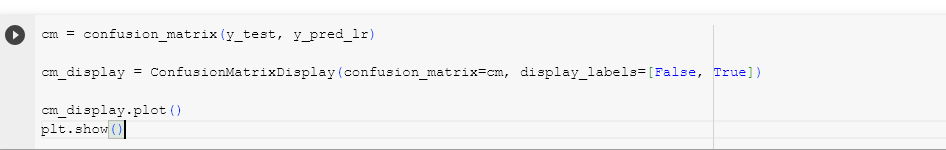 cm = confusion_matrix(y_test, y_pred_lr)
cm_display = ConfusionMatrixDisplay(confusion_matrix=cm, display_labels=[False, True])
cm_display.plot()
plt.show()